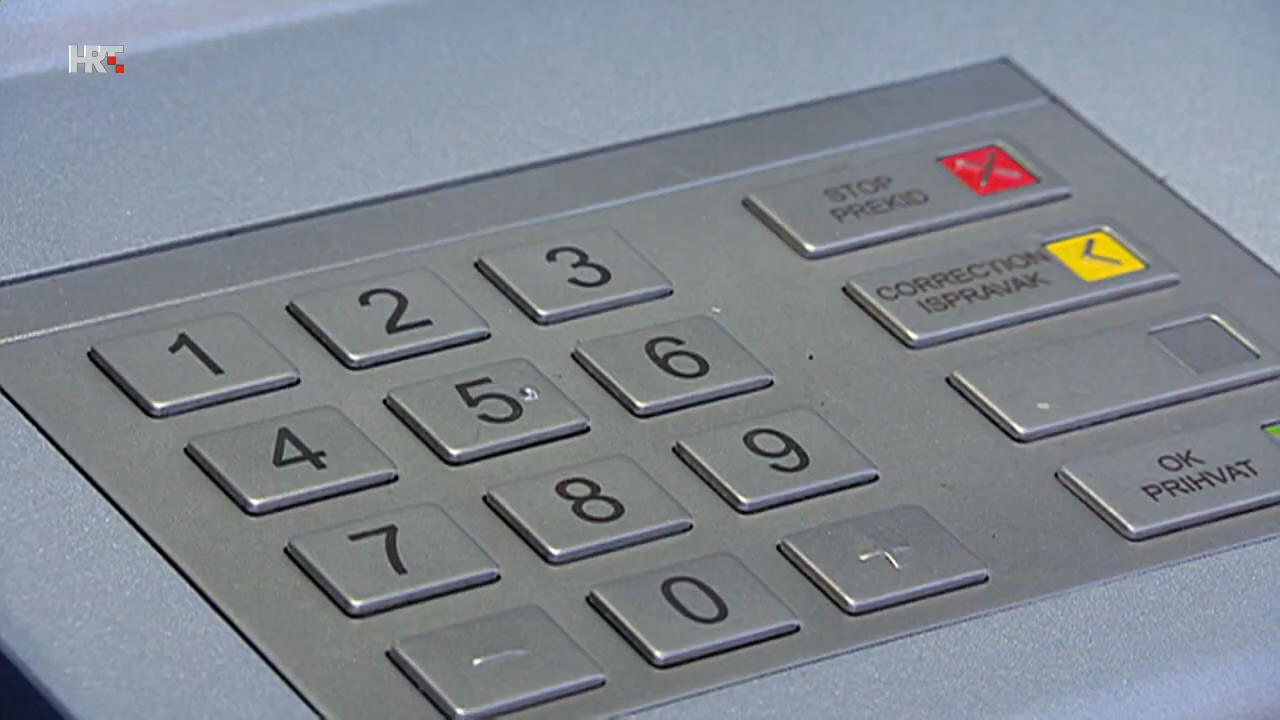 HRT
1 2 3
4 5 6
7 8 9
- 0 +
STOP
PREKID
CORRECTION
ISPRAVAK
OK
PRIHVAT